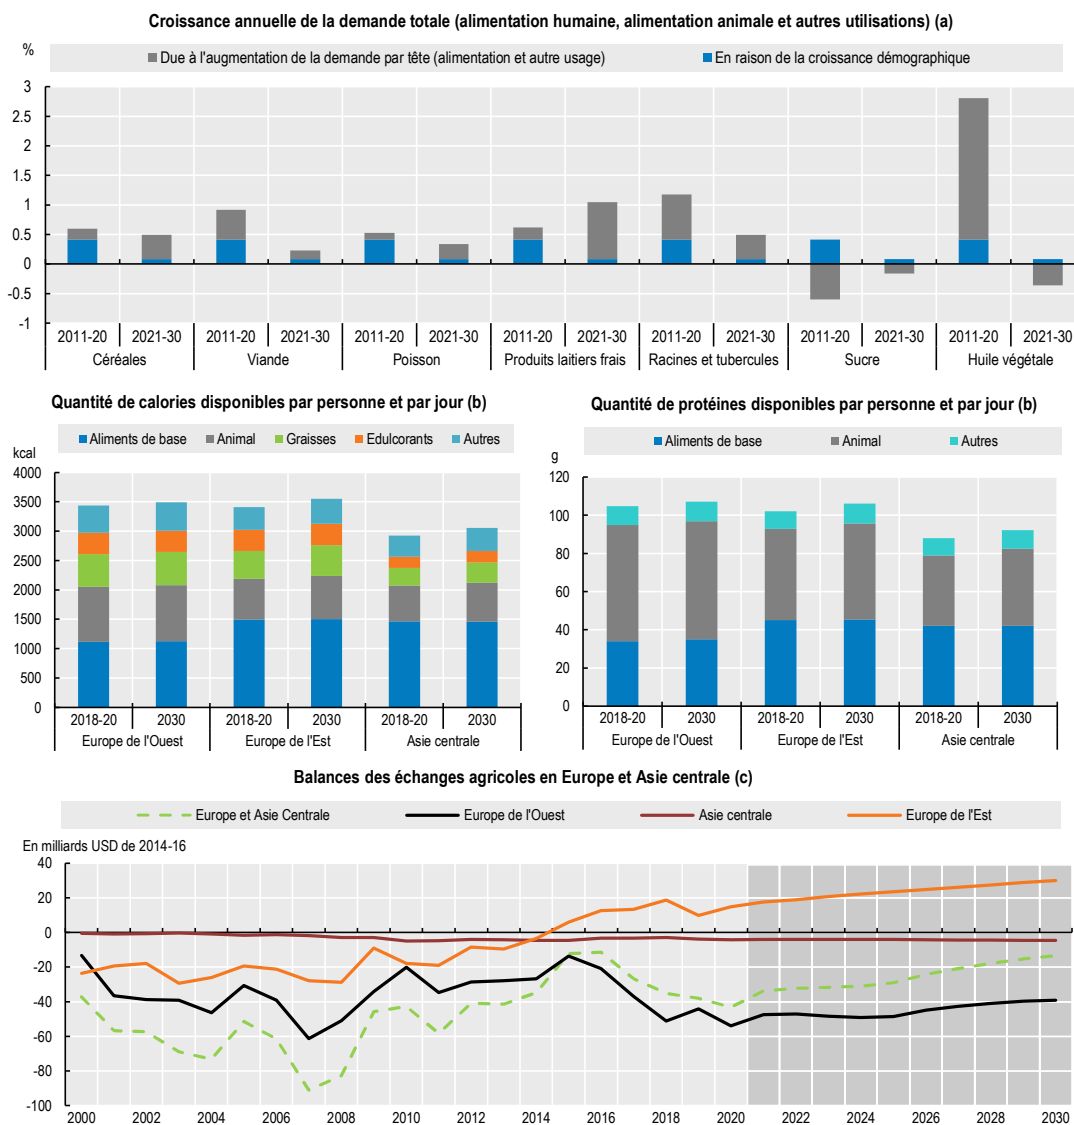 Croissance annuelle de la demande totale (alimentation humaine, alimentation animale et autres utilisations) (a)
%
Due à l'augmentation de la demande par tête (alimentation et autre usage) En raison de la croissance démographique
3
2.5
2
1.5
1
0.5
0
-0.5
-1
2011-20 2021-30 2011-20 2021-30 2011-20 2021-30 2011-20 2021-30 2011-20 2021-30 2011-20 2021-30 2011-20 2021-30
Céréales Viande Poisson Produits laitiers frais Racines et tubercules Sucre Huile végétale
Quantité de calories disponibles par personne et par jour (b)
Aliments de base Animal Graisses Edulcorants Autres
kcal
4000
3500
3000
2500
2000
1500
1000
500
0
2018-20 2030 2018-20 2030 2018-20 2030
Europe de l'Ouest Europe de l'Est Asie centrale
Quantité de protéines disponibles par personne et par jour (b)
Aliments de base Animal Autres
g
120
100
80
60
40
20
0
2018-20 2030 2018-20 2030 2018-20 2030
Europe de l'Ouest Europe de l'Est Asie centrale
Balances des échanges agricoles en Europe et Asie centrale (c)
Europe et Asie Centrale Europe de l'Ouest Asie centrale Europe de l'Est
En milliards USD de 2014-16
40
20
0
-20
-40
-60
-80
-100
2000 2002 2004 2006 2008 2010 2012 2014 2016 2018 2020 2022 2024 2026 2028 2030